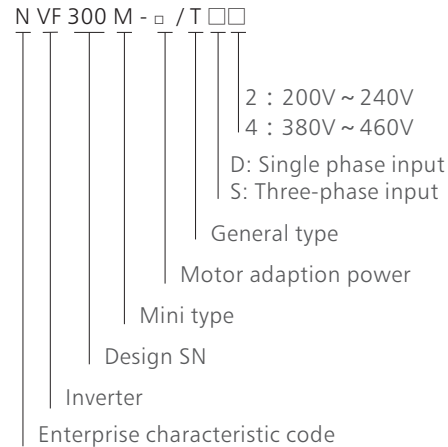 N VF 300 M - □ / T □□
2：200V～240V
4：380V～460V
D: Single phase input
S: Three-phase input
General type
Motor adaption power
Mini type
Design SN
Inverter
Enterprise characteristic code